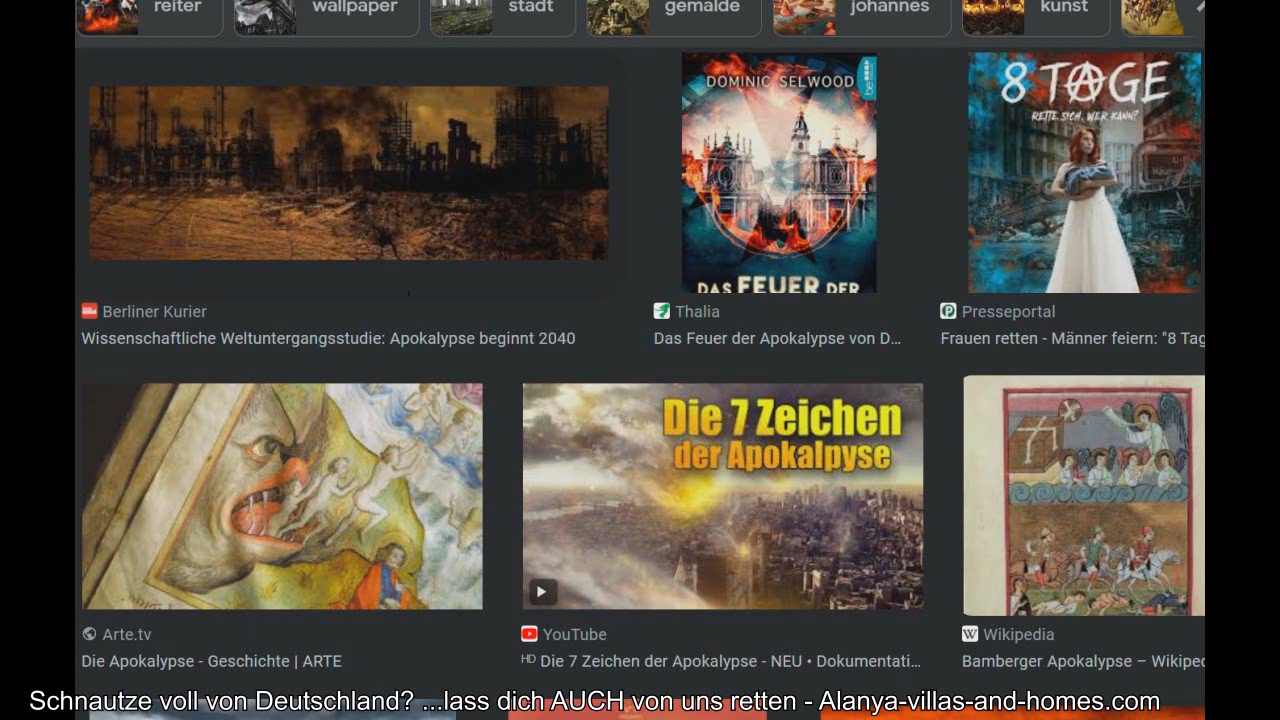 reiter
wallpaper
stadt
gemälde
johannes
kunst
DOMINIC SELWOOD
DAS FEUER DER
8 TAGE
RETTE SICH, WER KANN?
Berliner Kurier
Wissenschaftliche Weltuntergangsstudie: Apokalypse beginnt 2040
Thalia
Das Feuer der Apokalypse von D...
Presseportal
Frauen retten - Männer feiern: "8 Tag
Die 7 Zeichen
der Apokalpyse
Arte.tv
Die Apokalypse - Geschichte | ARTE
YouTube
HD Die 7 Zeichen der Apokalypse - NEU • Dokumentati...
Wikipedia
Bamberger Apokalypse – Wikiped
Schnautze voll von Deutschland? ...lass dich AUCH von uns retten - Alanya-villas-and-homes.com